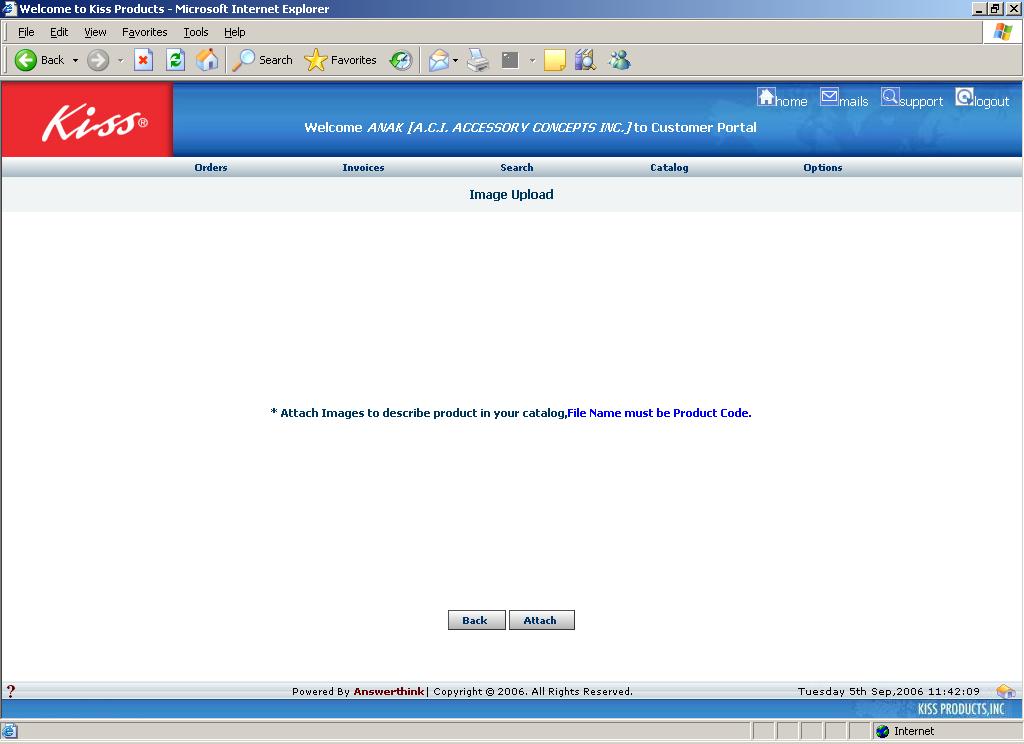 Welcome to Kiss Products - Microsoft Internet Explorer
File Edit View Favorites Tools Help
Back Search Favorites
Kiss®
home mails support logout
Welcome ANAK [A.C.I. ACCESSORY CONCEPTS INC.] to Customer Portal
Orders Invoices Search Catalog Options
Image Upload
* Attach Images to describe product in your catalog,File Name must be Product Code.
Back Attach
? Powered By Answerthink| Copyright © 2006. All Rights Reserved. Tuesday 5th Sep,2006 11:42:09
KISS PRODUCTS,INC
Internet